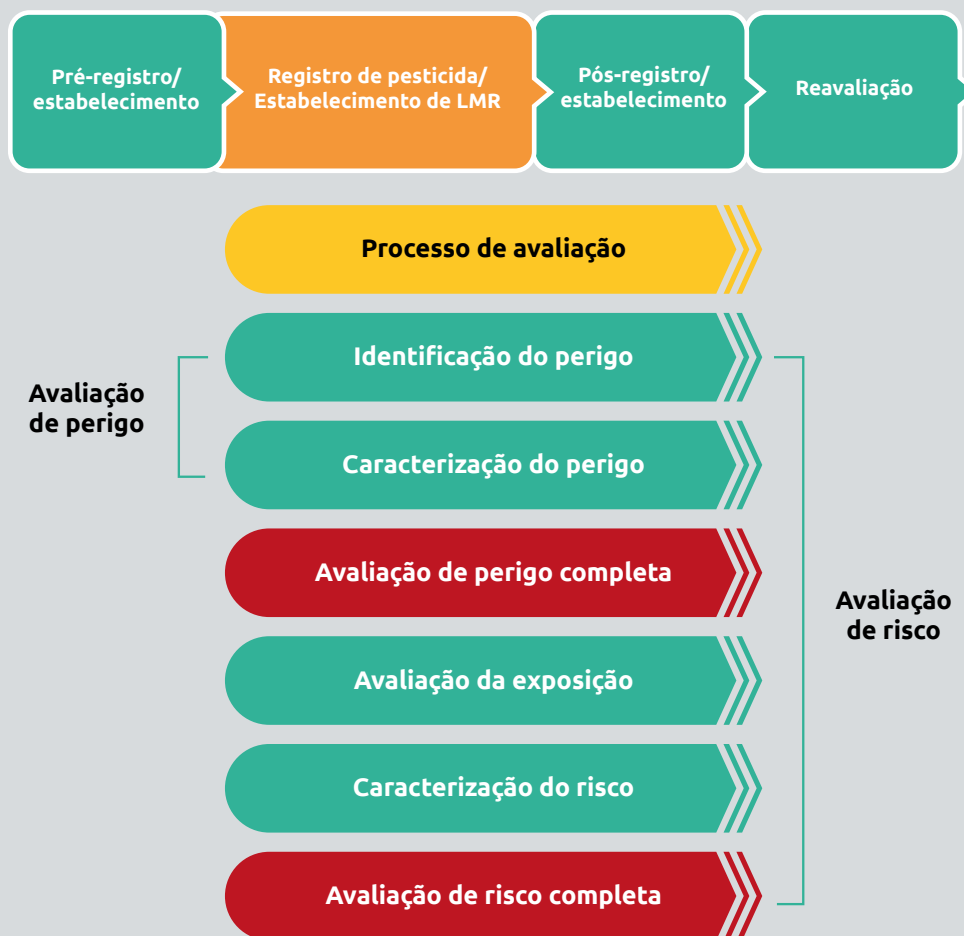 Pré-registro/
estabelecimento
Registro de pesticida/
Estabelecimento de LMR
Pós-registro/
estabelecimento
Reavaliação
Processo de avaliação
Identificação do perigo
Avaliação
de perigo
Caracterização do perigo
Avaliação de perigo completa
Avaliação
de risco
Avaliação da exposição
Caracterização do risco
Avaliação de risco completa